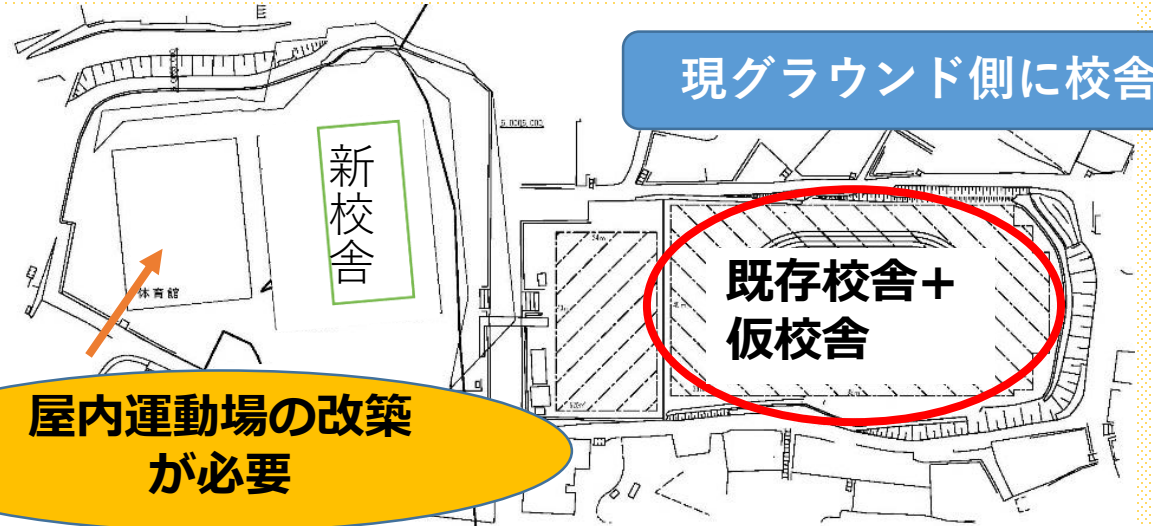 現グラウンド側に校舎
新校舎
既存校舎+
仮校舎
体育館
屋内運動場の改築
が必要